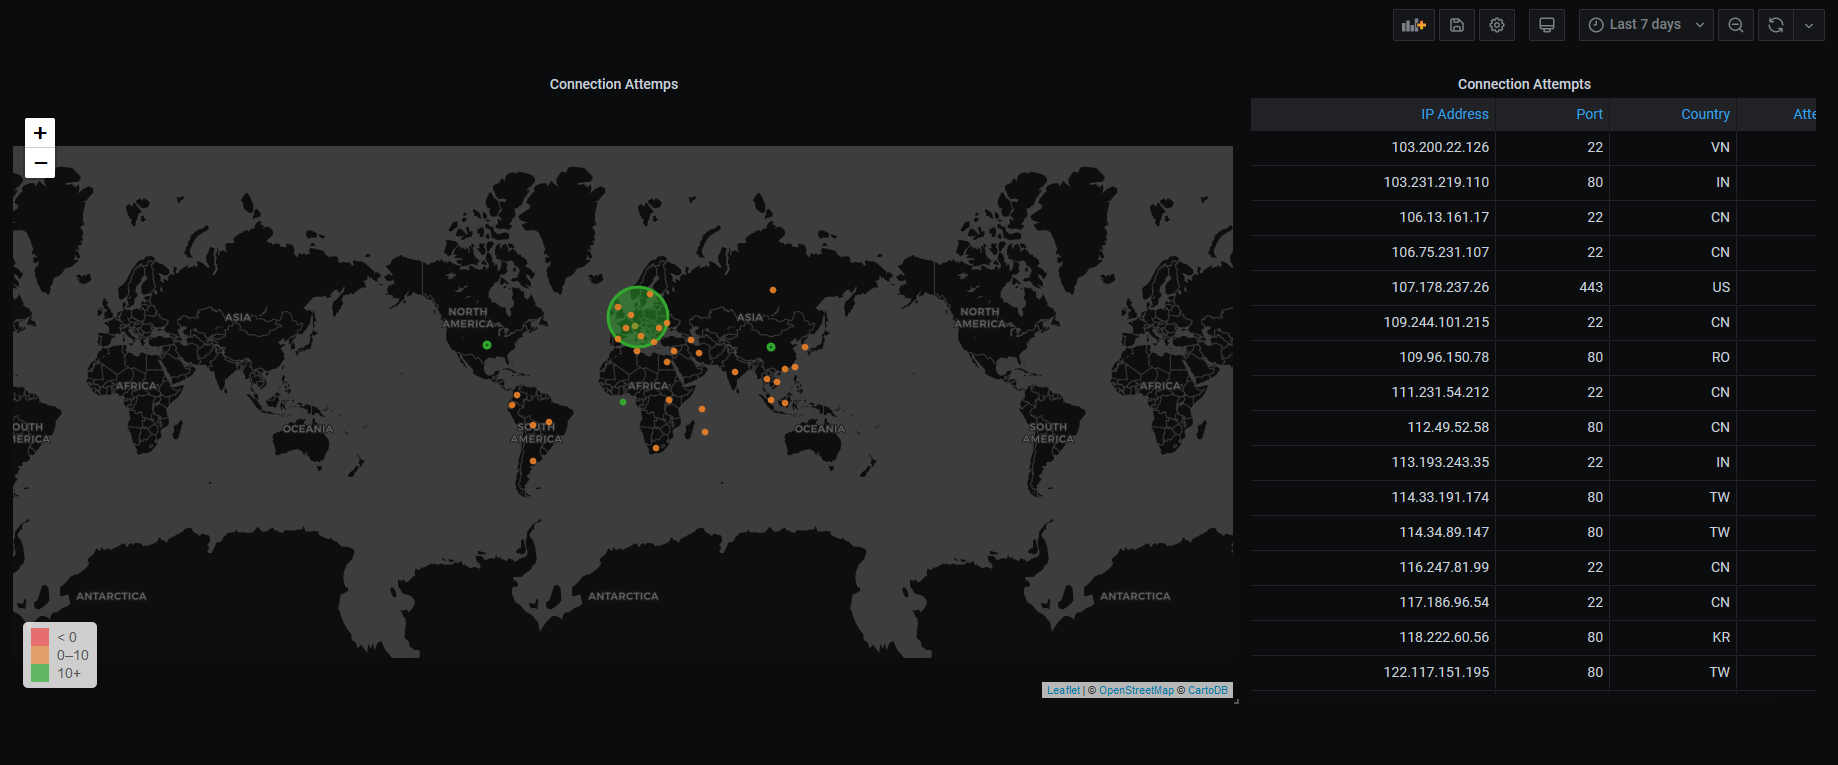 Last 7 days
Connection Attemps
+
−
ASIA
NORTH
AMERICA
ASIA
NORTH
AMERICA
AFRICA
AFRICA
AFRICA
OUTH
MERICA
OCEANIA
SOUTH
AMERICA
OCEANIA
SOUTH
AMERICA
ANTARCTICA
ANTARCTICA
ANTARCTICA
< 0
0–10
10+
Leaflet | © OpenStreetMap © CartoDB
Connection Attempts
IP Address Port Country Atte
103.200.22.126 22 VN
103.231.219.110 80 IN
106.13.161.17 22 CN
106.75.231.107 22 CN
107.178.237.26 443 US
109.244.101.215 22 CN
109.96.150.78 80 RO
111.231.54.212 22 CN
112.49.52.58 80 CN
113.193.243.35 22 IN
114.33.191.174 80 TW
114.34.89.147 80 TW
116.247.81.99 22 CN
117.186.96.54 22 CN
118.222.60.56 80 KR
122.117.151.195 80 TW